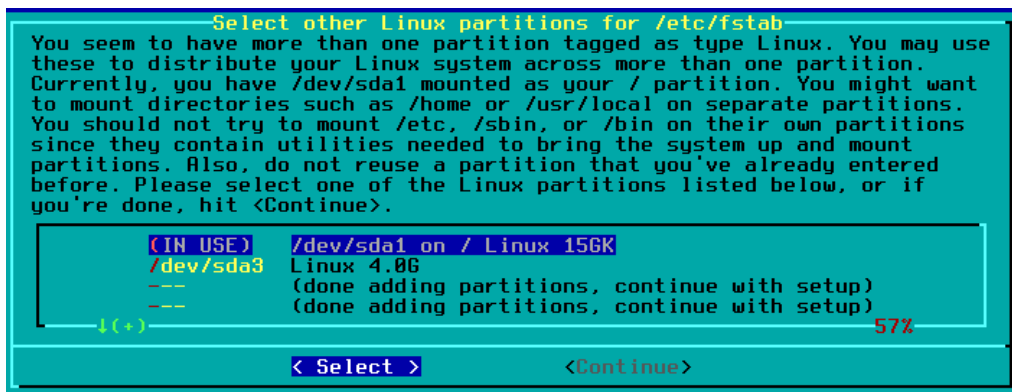 Select other Linux partitions for /etc/fstab
You seem to have more than one partition tagged as type Linux. You may use
these to distribute your Linux system across more than one partition.
Currently, you have /dev/sda1 mounted as your / partition. You might want
to mount directories such as /home or /usr/local on separate partitions.
You should not try to mount /etc, /sbin, or /bin on their own partitions
since they contain utilities needed to bring the system up and mount
partitions. Also, do not reuse a partition that you've already entered
before. Please select one of the Linux partitions listed below, or if
you're done, hit <Continue>.
(IN USE) /dev/sda1 on / Linux 156K
/dev/sda3 Linux 4.0G
--- (done adding partitions, continue with setup)
--- (done adding partitions, continue with setup)
↓(+) 57%
< Select > <Continue>